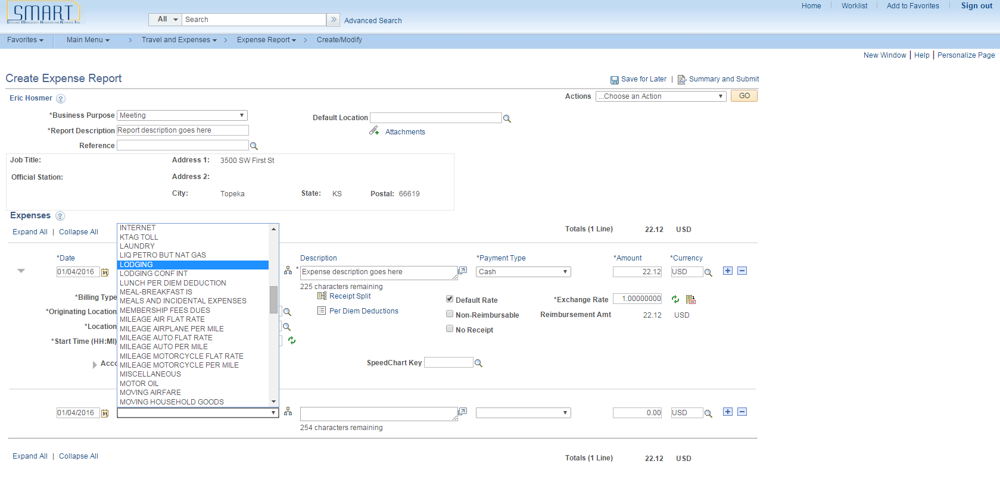 SMART
Home Worklist Add to Favorites Sign out
All Search Advanced Search
Favorites Main Menu > Travel and Expenses > Expense Report > Create/Modify
New Window | Help | Personalize Page
Create Expense Report
Save for Later | Summary and Submit
Eric Hosmer ?
Actions ...Choose an Action GO
*Business Purpose Meeting
Default Location
*Report Description Report description goes here
Attachments
Reference
Job Title: Address 1: 3500 SW First St
Official Station: Address 2:
City: Topeka State: KS Postal: 66619
Expenses ?
Expand All | Collapse All
Totals (1 Line) 22.12 USD
*Date Description *Payment Type *Amount *Currency
01/04/2016 31 * Expense description goes here Cash 22.12 USD
225 characters remaining
*Billing Type Receipt Split Default Rate *Exchange Rate 1.00000000
*Originating Location Per Diem Deductions Non-Reimbursable Reimbursement Amt 22.12 USD
*Location No Receipt
*Start Time (HH:MI)
Acco SpeedChart Key
INTERNET
KTAG TOLL
LAUNDRY
LIQ PETRO BUT NAT GAS
LODGING
LODGING CONF INT
LUNCH PER DIEM DEDUCTION
MEAL-BREAKFAST IS
MEALS AND INCIDENTAL EXPENSES
MEMBERSHIP FEES DUES
MILEAGE AIR FLAT RATE
MILEAGE AIRPLANE PER MILE
MILEAGE AUTO FLAT RATE
MILEAGE AUTO PER MILE
MILEAGE MOTORCYCLE FLAT RATE
MILEAGE MOTORCYCLE PER MILE
MISCELLANEOUS
MOTOR OIL
MOVING AIRFARE
MOVING HOUSEHOLD GOODS
01/04/2016 31 0.00 USD
254 characters remaining
Expand All | Collapse All
Totals (1 Line) 22.12 USD